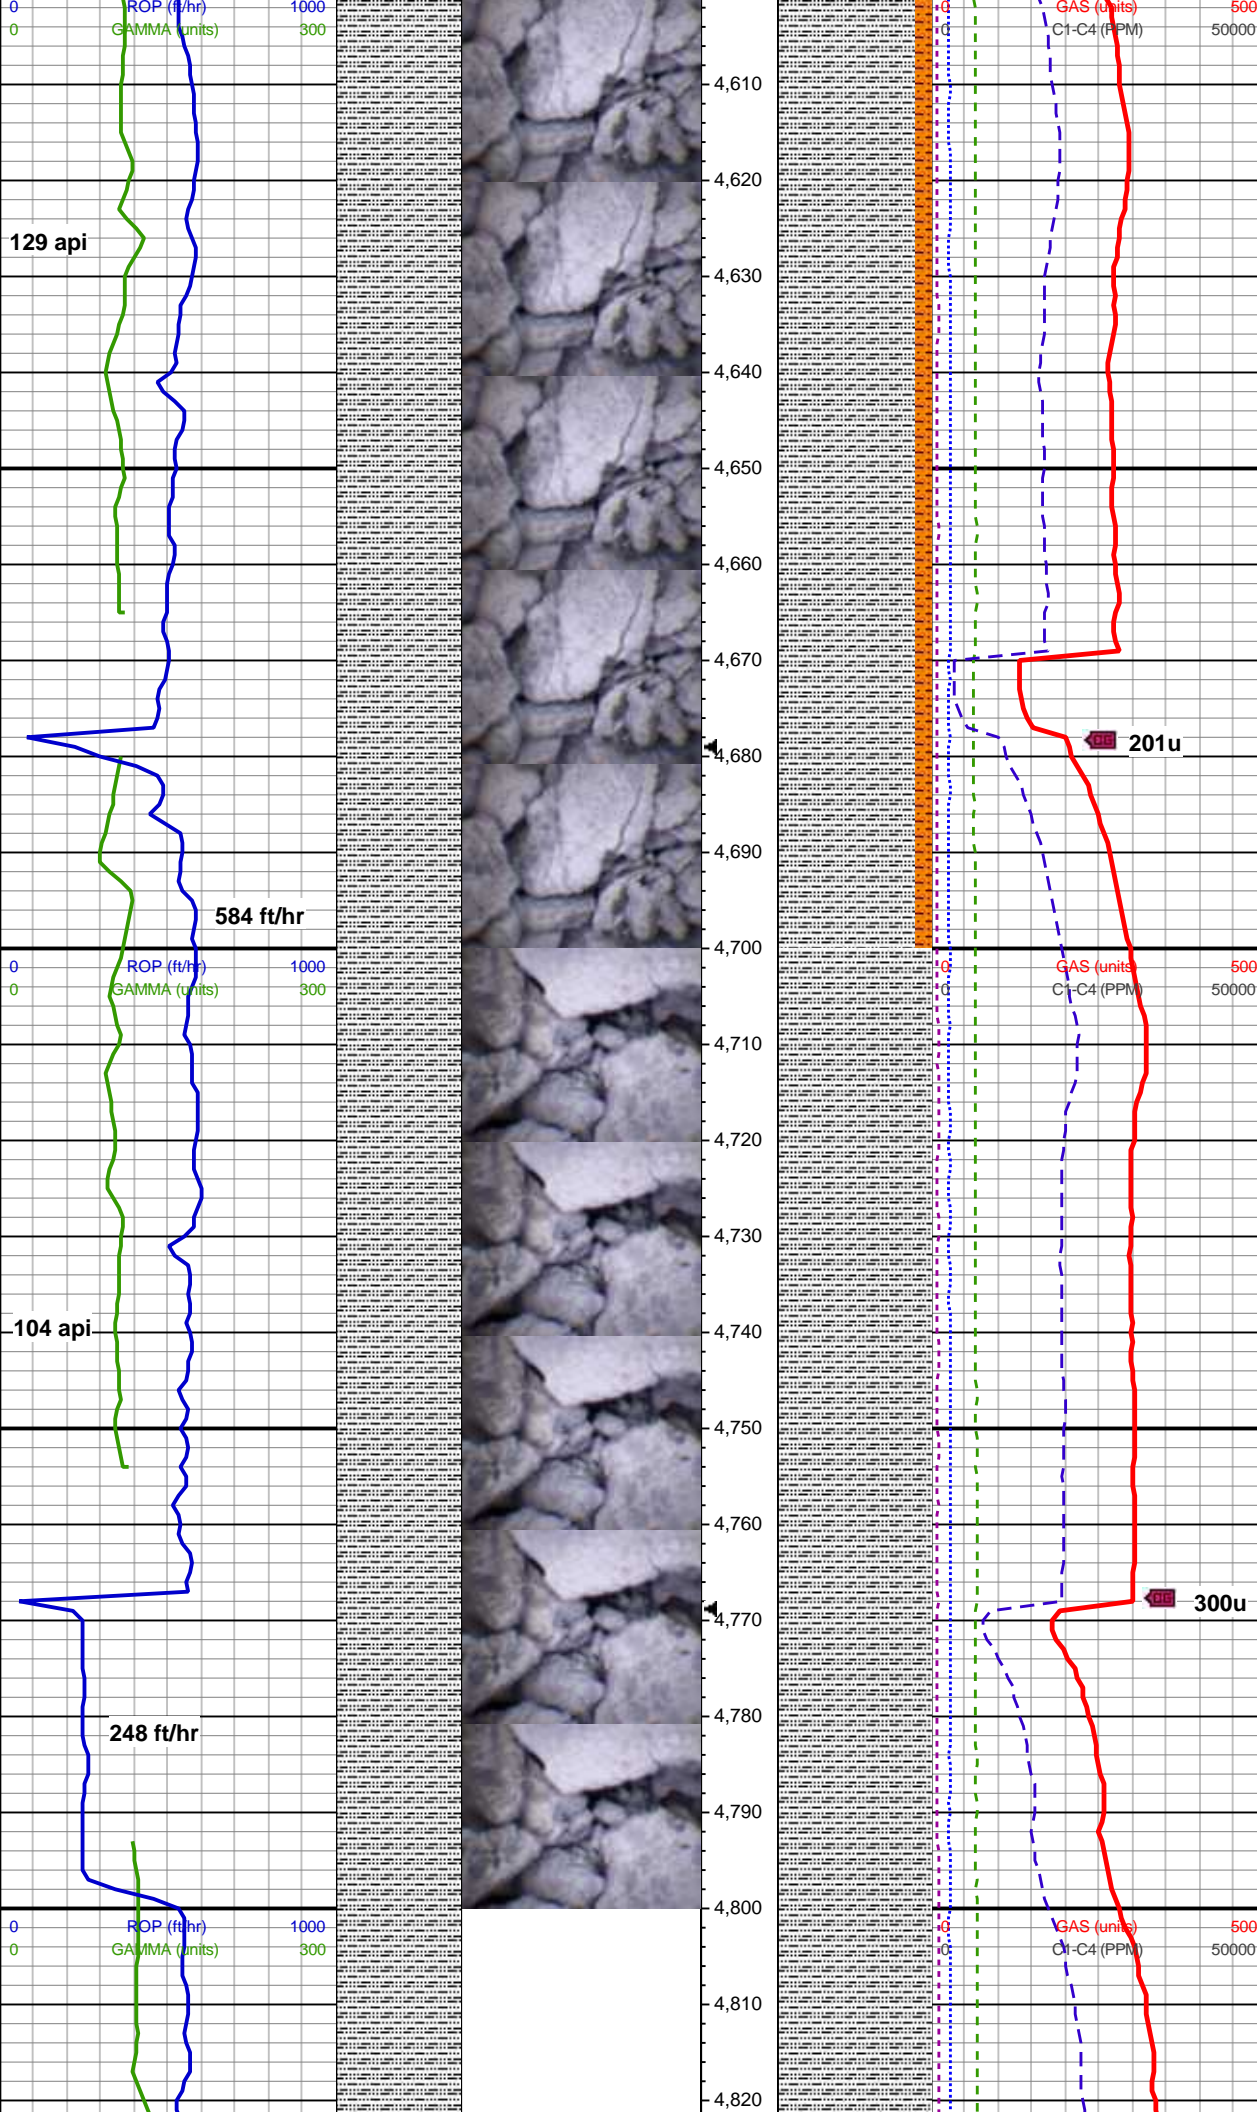 0 ROP (ft/hr) 1000 0 GAS (units) 500
0 GAMMA (units) 300 0 C1-C4 (PPM) 50000
4,610
4,620
129 api
4,630
4,640
4,650
4,660
4,670
CG 201u
4,680
4,690
584 ft/hr
4,700
0 ROP (ft/hr) 1000 0 GAS (units) 500
0 GAMMA (units) 300 0 C1-C4 (PPM) 50000
4,710
4,720
4,730
104 api
4,740
4,750
4,760
CG 300u
4,770
4,780
248 ft/hr
4,790
4,800
0 ROP (ft/hr) 1000 0 GAS (units) 500
0 GAMMA (units) 300 0 C1-C4 (PPM) 50000
4,810
4,820